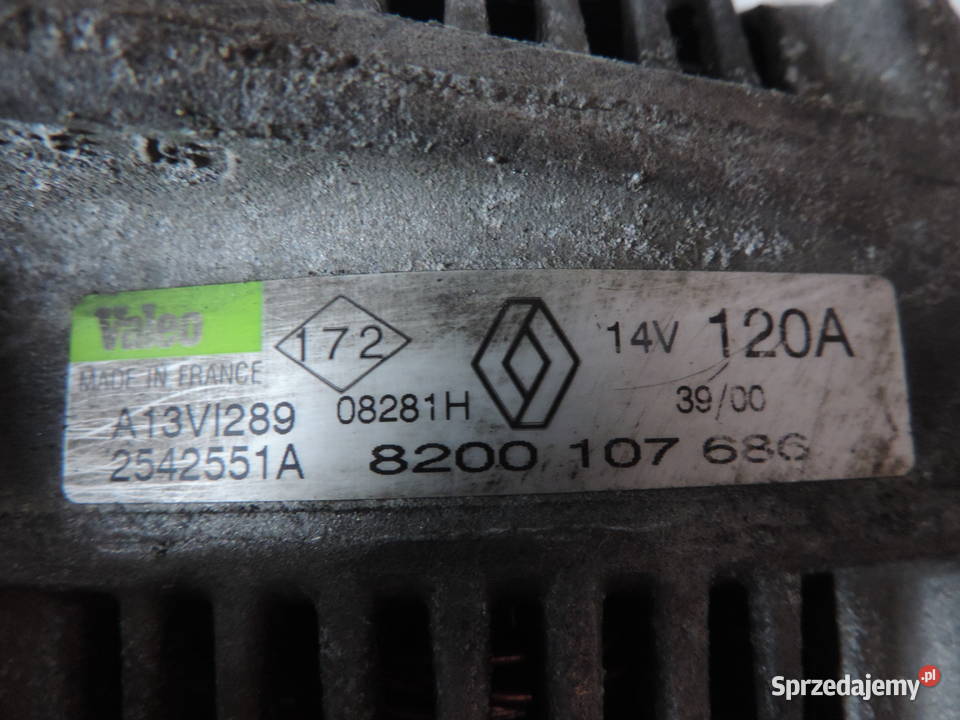 Valeo
MADE IN FRANCE
A13VI289
2542551A
172
08281H
14V 120A
39/00
8200 107 686
Sprzedajemy.pl